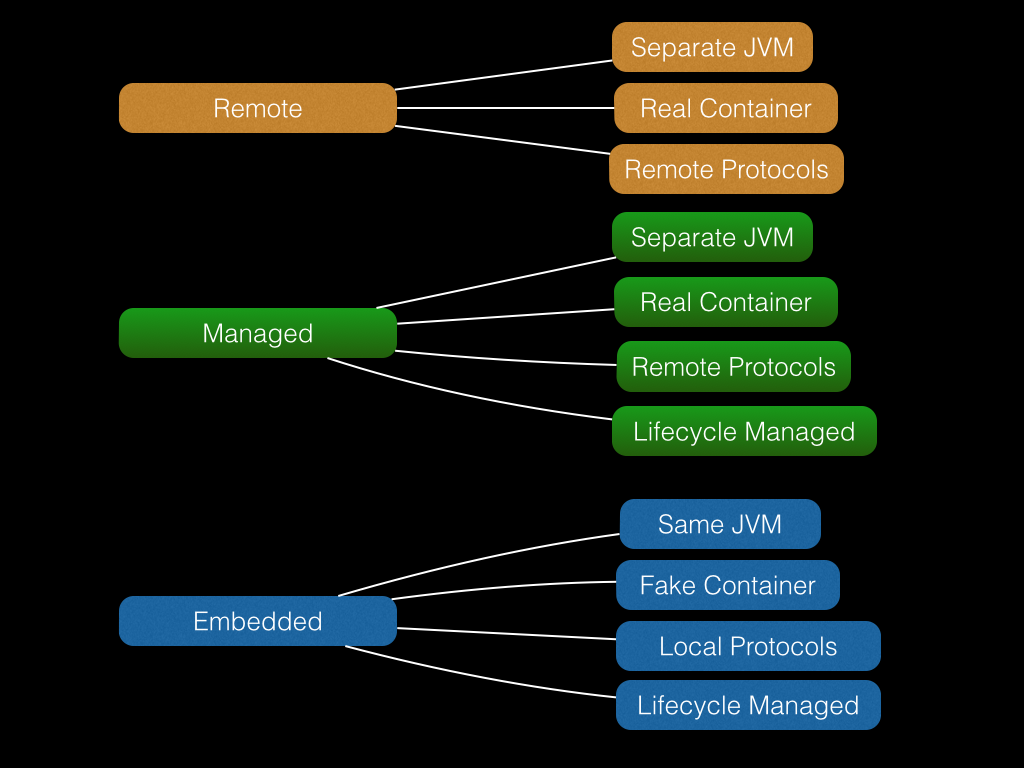 Remote
Separate JVM
Real Container
Remote Protocols
Managed
Separate JVM
Real Container
Remote Protocols
Lifecycle Managed
Embedded
Same JVM
Fake Container
Local Protocols
Lifecycle Managed